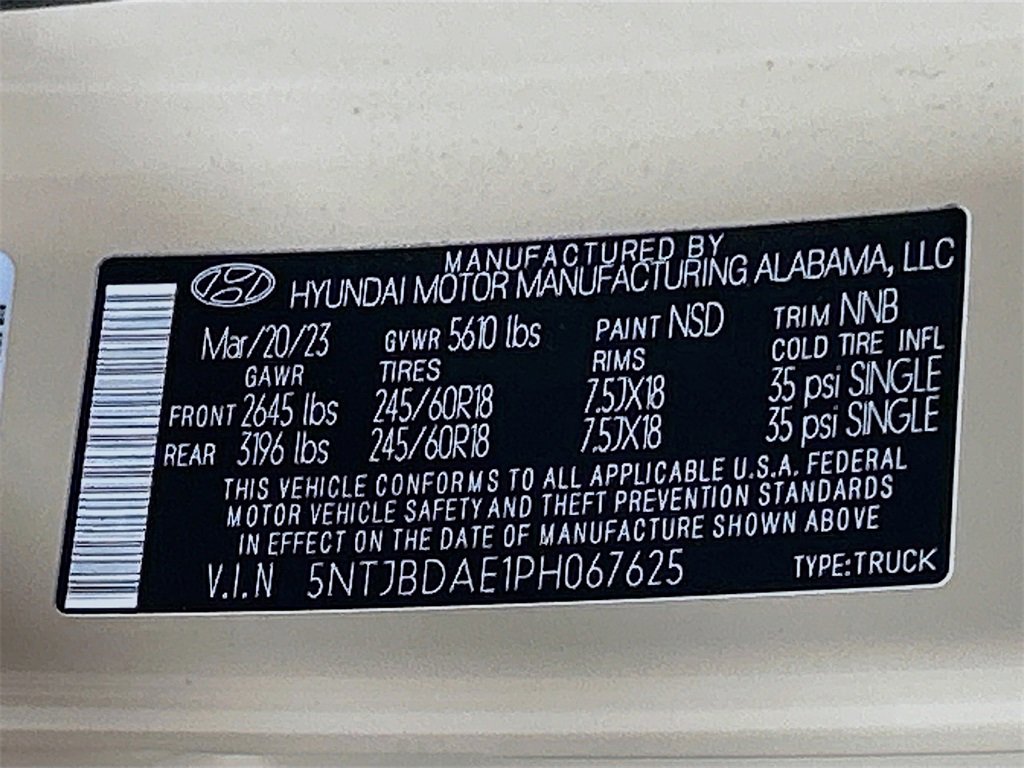 MANUFACTURED BY
HYUNDAI MOTOR MANUFACTURING ALABAMA, LLC
Mar/20/23 GVWR 5610 lbs PAINT NSD TRIM NNB
GAWR TIRES RIMS COLD TIRE INFL
FRONT 2645 lbs 245/60R18 7.5JX18 35 psi SINGLE
REAR 3196 lbs 245/60R18 7.5JX18 35 psi SINGLE
THIS VEHICLE CONFORMS TO ALL APPLICABLE U.S.A. FEDERAL
MOTOR VEHICLE SAFETY AND THEFT PREVENTION STANDARDS
IN EFFECT ON THE DATE OF MANUFACTURE SHOWN ABOVE
V.I.N 5NTJBDAE1PH067625 TYPE:TRUCK